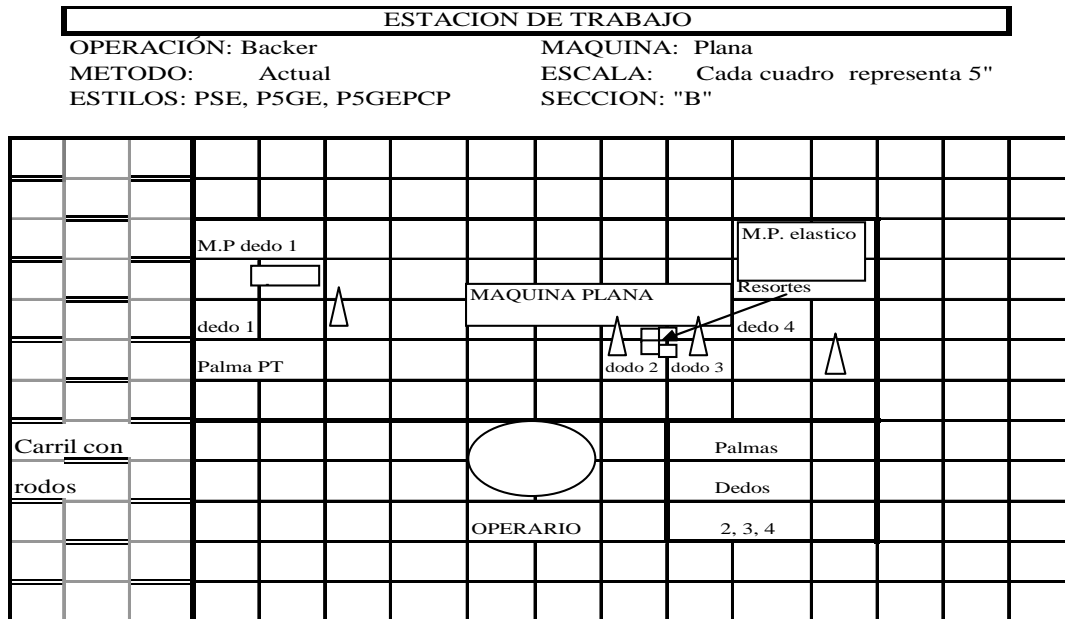 ESTACION DE TRABAJO
OPERACIÓN: Backer MAQUINA: Plana
METODO: Actual ESCALA: Cada cuadro representa 5"
ESTILOS: PSE, P5GE, P5GEPCP SECCION: "B"
M.P dedo 1
M.P. elastico
MAQUINA PLANA
Resortes
dedo 1
dedo 4
Palma PT
dodo 2
dodo 3
Carril con
rodos
Palmas
Dedos
2, 3, 4
OPERARIO